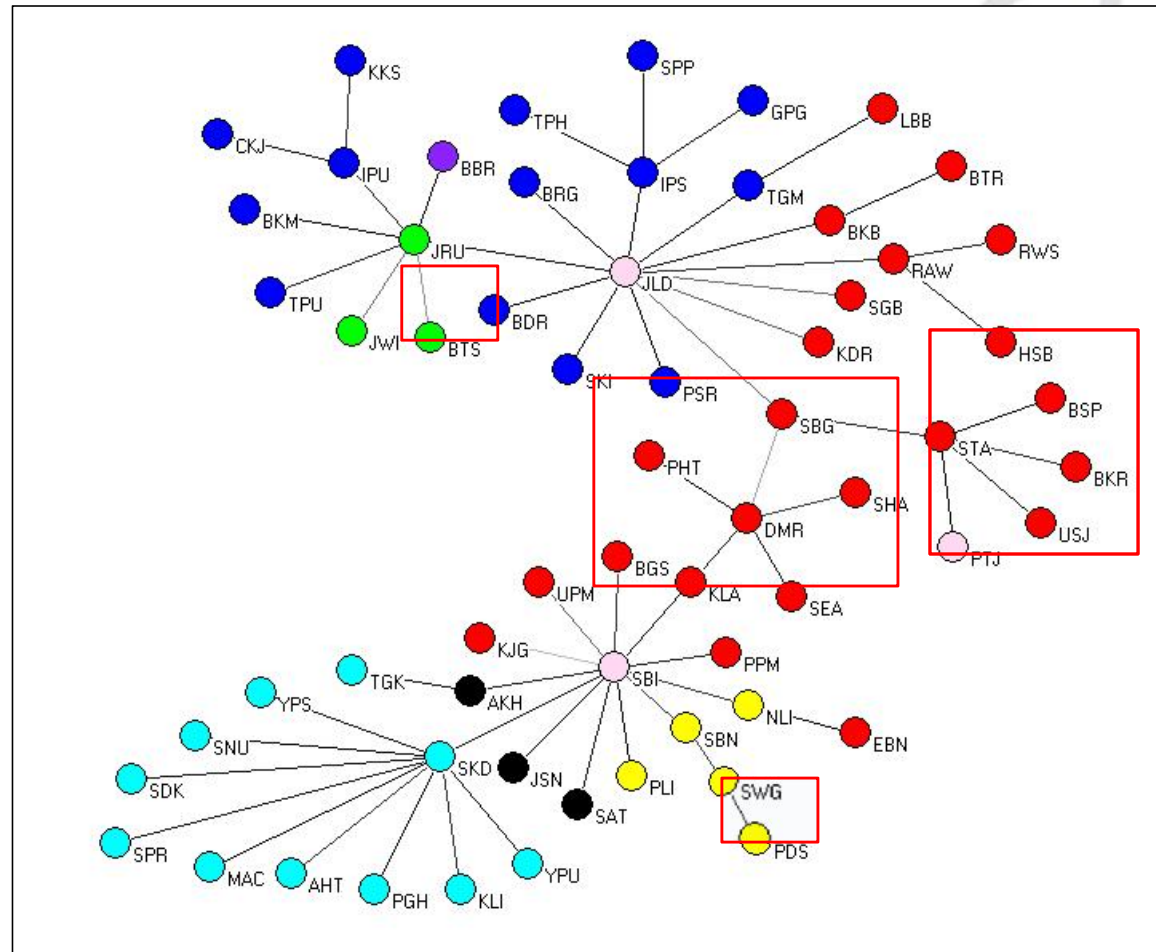 KKS
SPP
GPG
TPH
LBB
CKJ
IPU
BBR
BTR
IPS
BRG
TGM
BKM
BKB
JRU
RWS
RAW
JLD
TPU
SGB
BDR
JWI
BTS
KDR
HSB
SKI
PSR
BSP
SBG
STA
PHT
BKR
SHA
DMR
USJ
PTJ
BGS
UPM
KLA
SEA
KJG
PPM
SBI
TGK
AKH
YPS
NLI
SBN
EBN
SNU
SKD
JSN
PLI
SDK
SWG
SAT
SPR
PDS
YPU
MAC
AHT
PGH
KLI